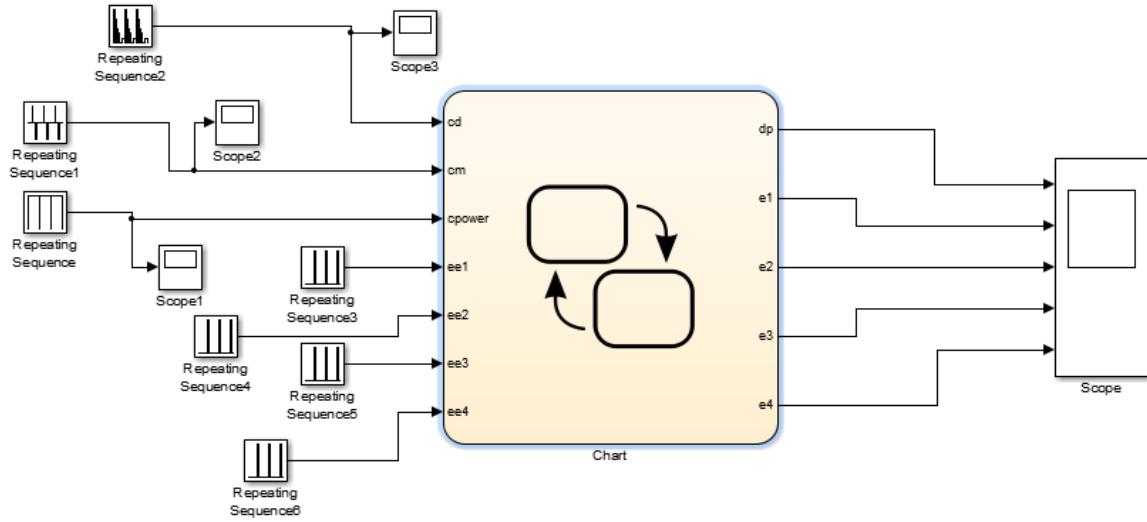 Repeating
Sequence2
Scope3
Repeating
Sequence1
Scope2
Repeating
Sequence
Scope1
Repeating
Sequence3
Repeating
Sequence4
Repeating
Sequence5
Repeating
Sequence6
cd
cm
cpower
ee1
ee2
ee3
ee4
dp
e1
e2
e3
e4
Chart
Scope